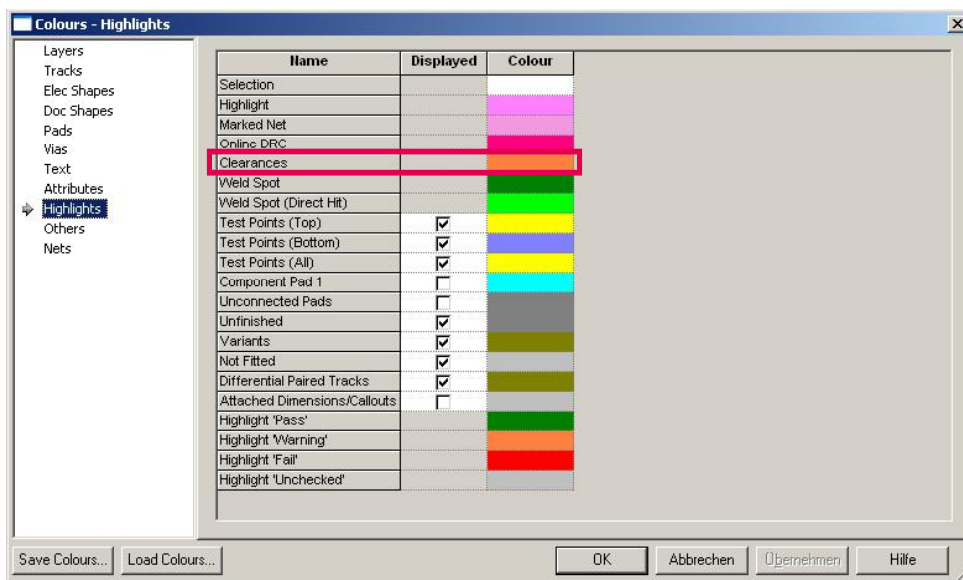 Colours - Highlights
Layers
Tracks
Elec Shapes
Doc Shapes
Pads
Vias
Text
Attributes
Highlights
Others
Nets
Name Displayed Colour
Selection
Highlight
Marked Net
Online DRC
Clearances
Weld Spot
Weld Spot (Direct Hit)
Test Points (Top)
Test Points (Bottom)
Test Points (All)
Component Pad 1
Unconnected Pads
Unfinished
Variants
Not Fitted
Differential Paired Tracks
Attached Dimensions/Callouts
Highlight 'Pass'
Highlight 'Warning'
Highlight 'Fail'
Highlight 'Unchecked'
Save Colours... Load Colours... OK Abbrechen Übernehmen Hilfe